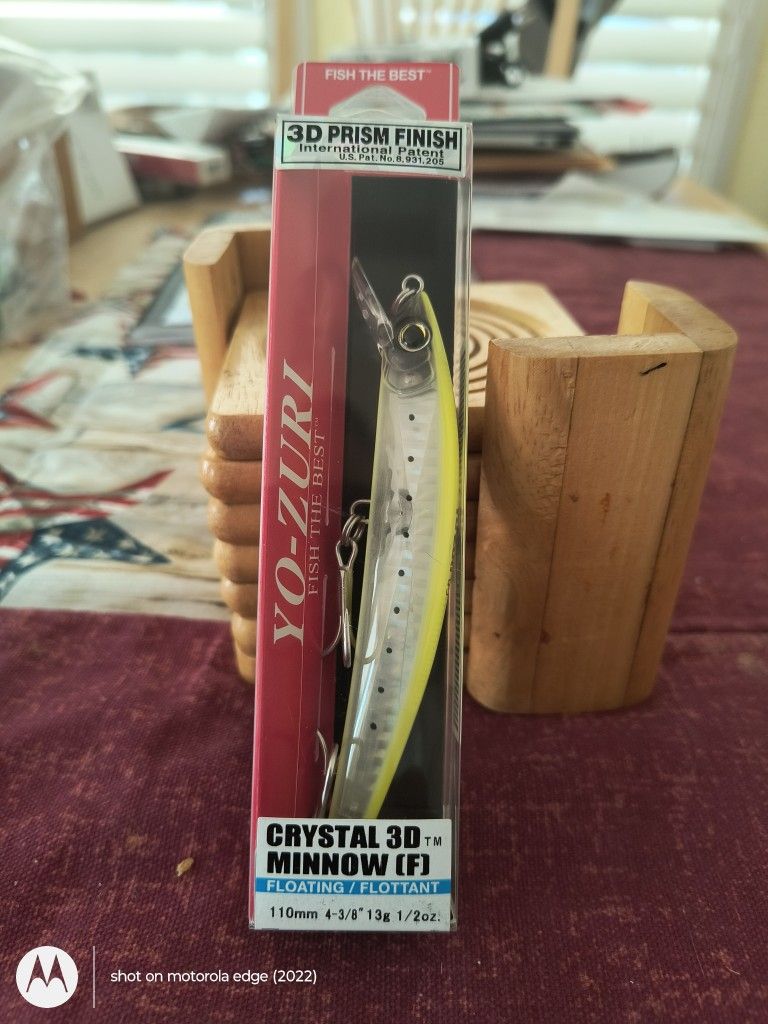 FISH THE BEST™
3D PRISM FINISH
International Patent
U.S. Pat. No. 8,931,205
YO-ZURI™
FISH THE BEST™
CRYSTAL 3D™
MINNOW (F)
FLOATING / FLOTTANT
110mm 4-3/8" 13g 1/2oz.
shot on motorola edge (2022)